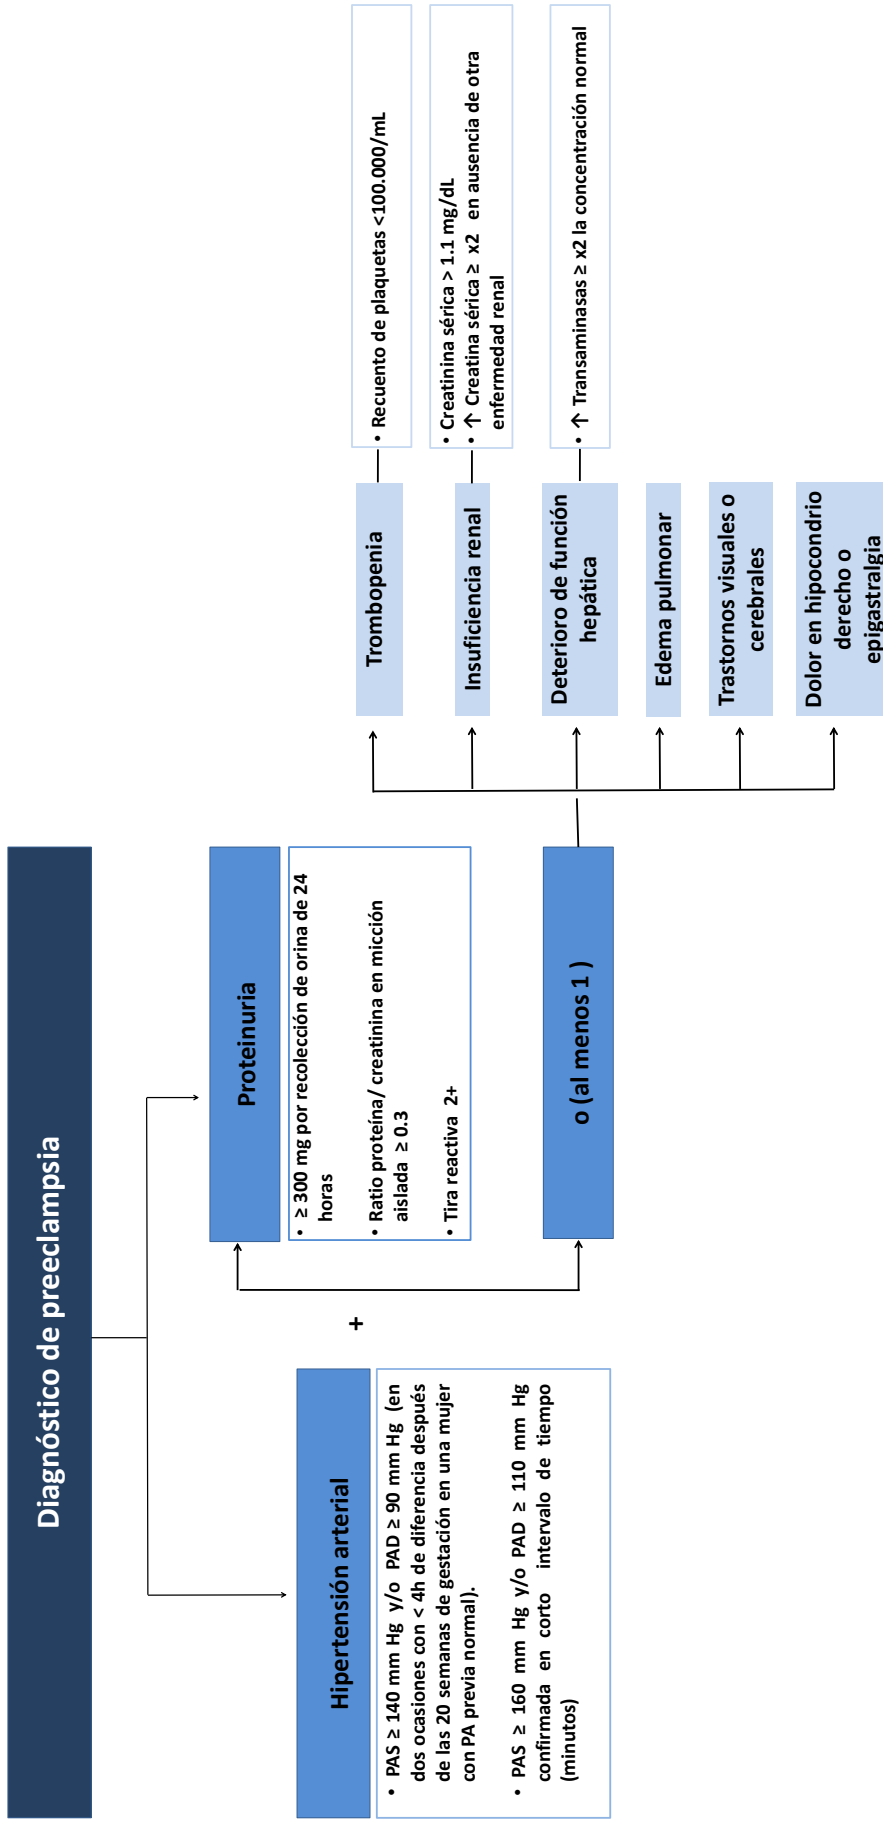 Diagnóstico de preeclampsia
Hipertensión arterial
• PAS ≥ 140 mm Hg y/o PAD ≥ 90 mm Hg (en
dos ocasiones con < 4h de diferencia después
de las 20 semanas de gestación en una mujer
con PA previa normal).
• PAS ≥ 160 mm Hg y/o PAD ≥ 110 mm Hg
confirmada en corto intervalo de tiempo
(minutos)
+
Proteinuria
• ≥ 300 mg por recolección de orina de 24
horas
• Ratio proteína/ creatinina en micción
aislada ≥ 0.3
• Tira reactiva 2+
o (al menos 1 )
Trombopenia
• Recuento de plaquetas <100.000/mL
Insuficiencia renal
• Creatinina sérica > 1.1 mg/dL
• ↑ Creatina sérica ≥ x2 en ausencia de otra
enfermedad renal
Deterioro de función
hepática
• ↑ Transaminasas ≥ x2 la concentración normal
Edema pulmonar
Trastornos visuales o
cerebrales
Dolor en hipocondrio
derecho o
epigastralgia